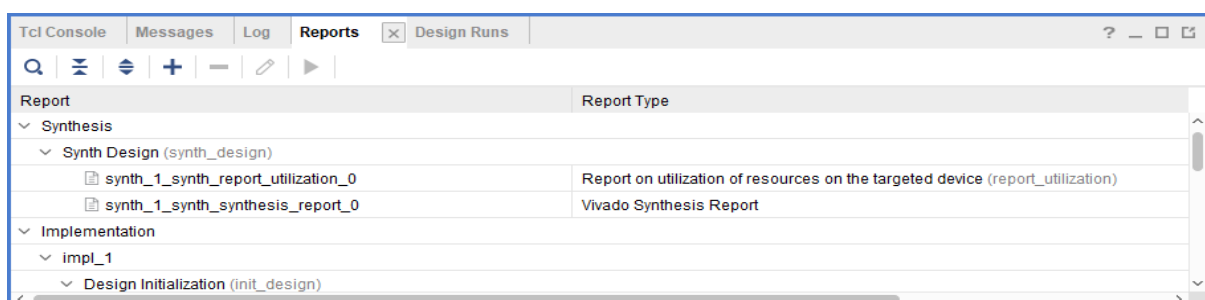 Tcl Console Messages Log Reports Design Runs ?
Report Report Type
Synthesis
Synth Design (synth_design)
synth_1_synth_report_utilization_0 Report on utilization of resources on the targeted device (report_utilization)
synth_1_synth_synthesis_report_0 Vivado Synthesis Report
Implementation
impl_1
Design Initialization (init_design)